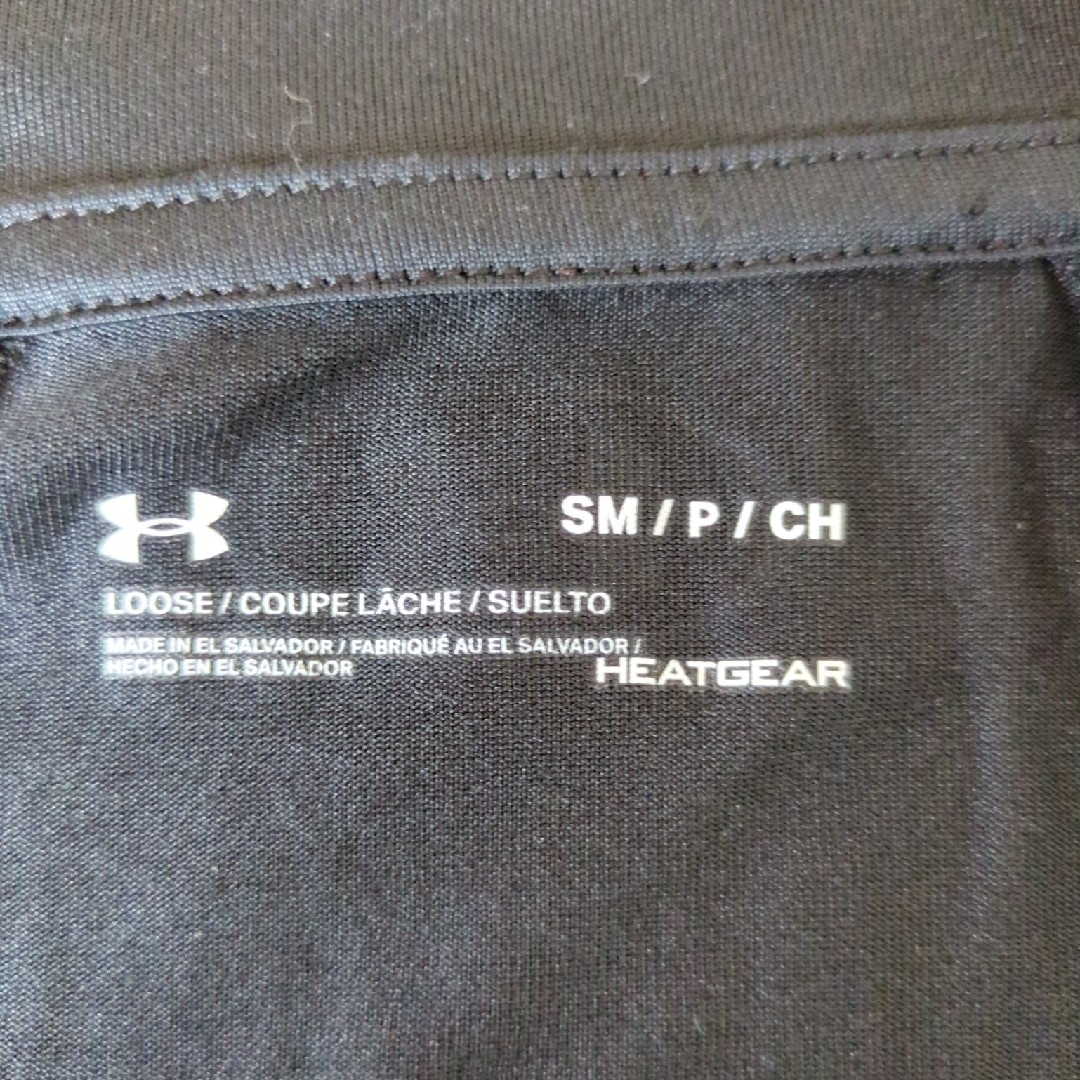 SM / P / CH
LOOSE / COUPE LÂCHE / SUELTO
MADE IN EL SALVADOR / FABRIQUÉ AU EL SALVADOR /
HECHO EN EL SALVADOR
HEATGEAR